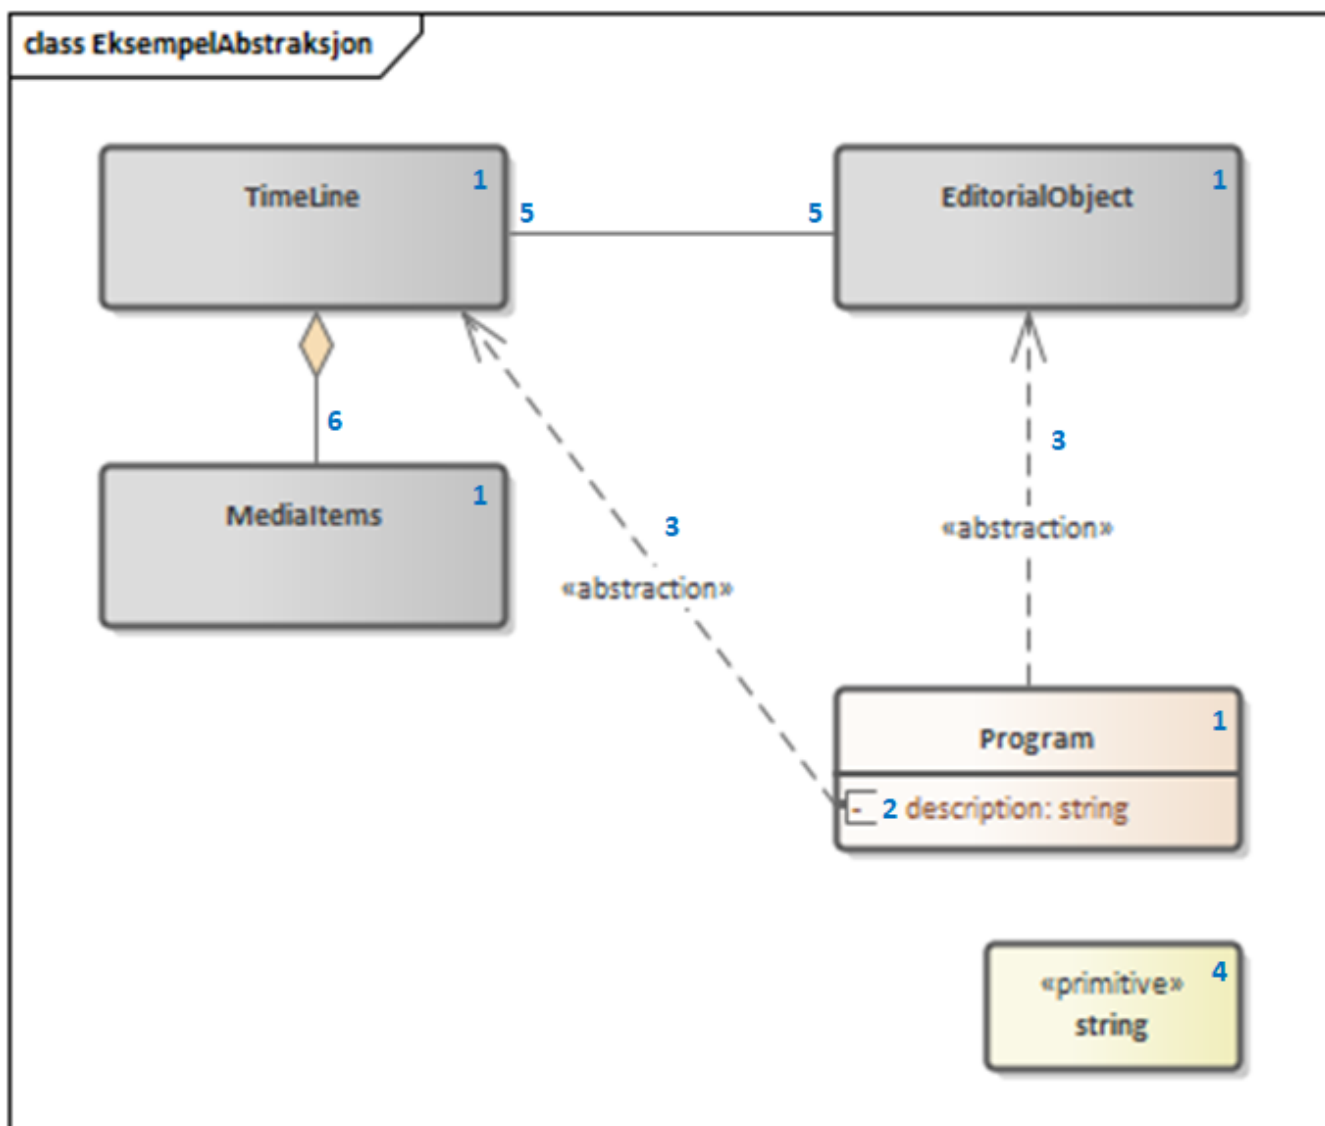 class EksempelAbstraksjon
TimeLine 1
EditorialObject 1
5 5
6
MediaItems 1
3
«abstraction»
3
«abstraction»
Program 1
- 2 description: string
«primitive» 4
string